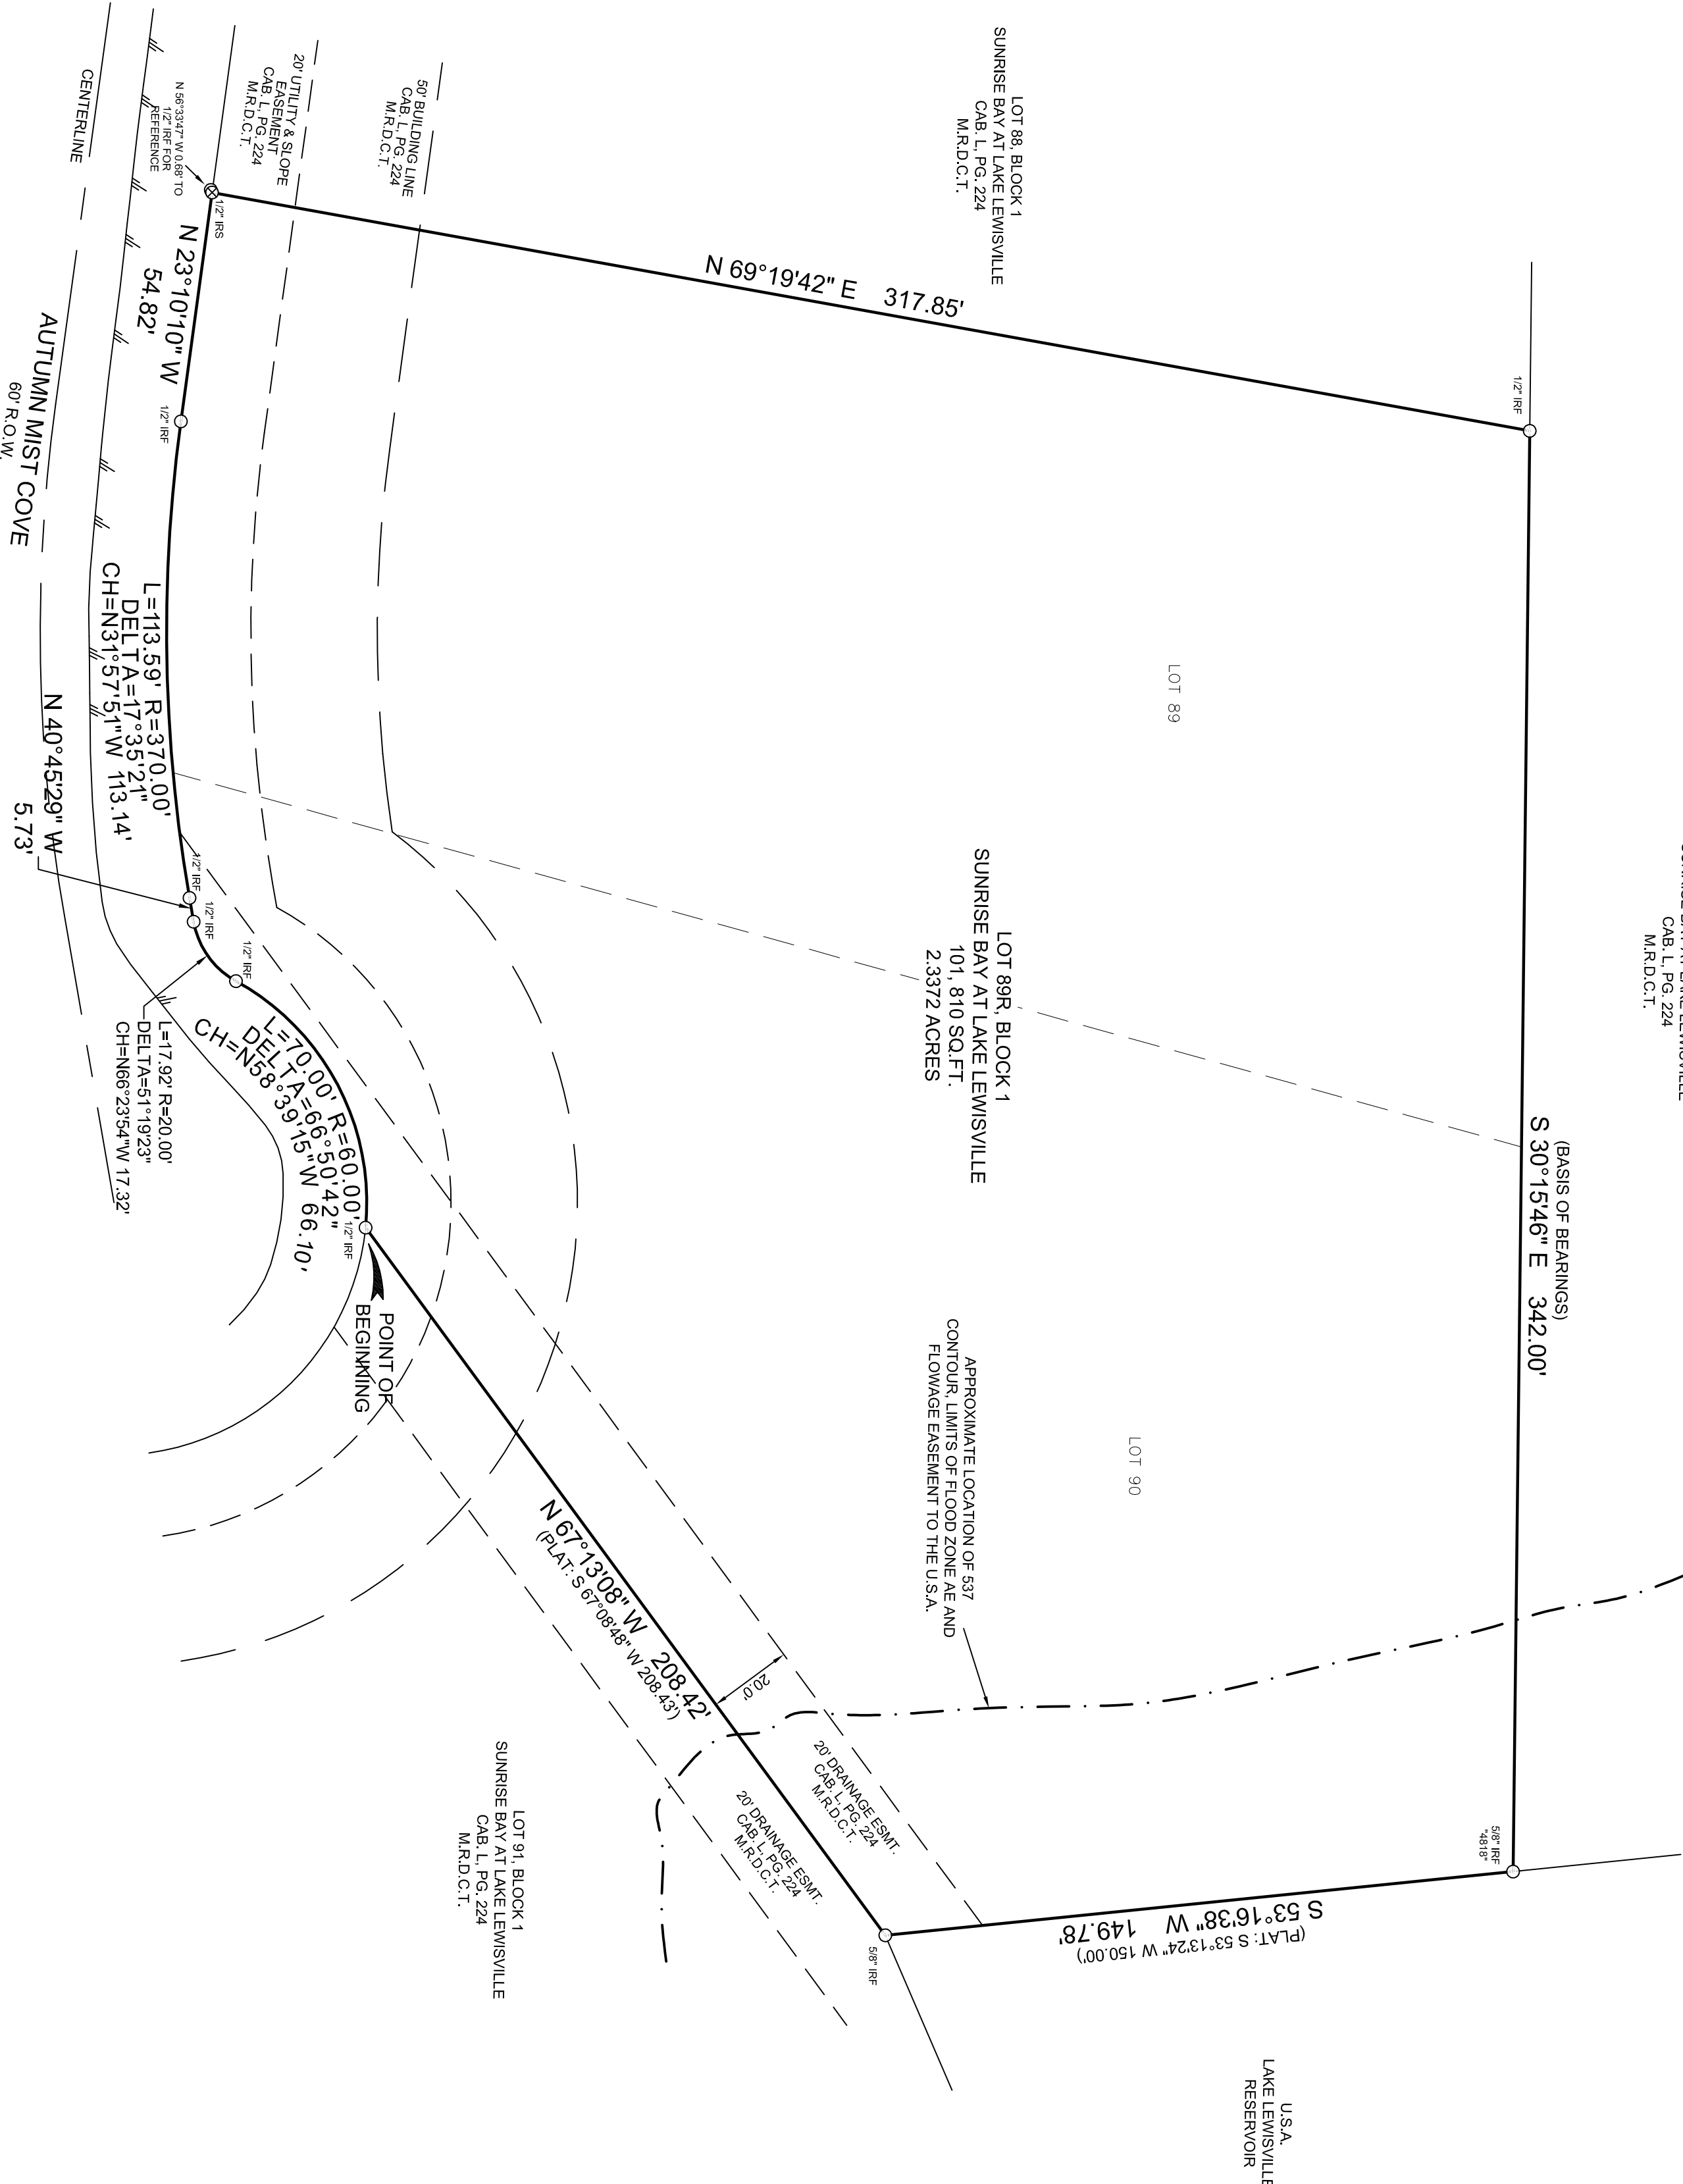 LOT 88, BLOCK 1
SUNRISE BAY AT LAKE LEWISVILLE
CAB. L, PG. 224
M.R.D.C.T.
50' BUILDING LINE
CAB. L, PG. 224
M.R.D.C.T.
20' UTILITY & SLOPE
EASEMENT
CAB. L, PG. 224
M.R.D.C.T.
N 56°33'47" W 0.68' TO
1/2" IRF FOR
REFERENCE
CENTERLINE
1/2" IRS
N 23°10'10" W
54.82'
1/2" IRF
AUTUMN MIST COVE
60' R.O.W.
N 69°19'42" E 317.85'
1/2" IRF
LOT 89
L=113.59' R=370.00'
DELTA=17°35'21"
CH=N31°57'51"W 113.14'
N 40°45'29" W
5.73'
1/2" IRF
1/2" IRF
1/2" IRF
L=17.92' R=20.00'
DELTA=51°19'23"
CH=N66°23'54"W 17.32'
L=70.00' R=60.00'
DELTA=66°50'42"
CH=N58°39'15"W 66.10'
1/2" IRF
POINT OF
BEGINNING
LOT 89R, BLOCK 1
SUNRISE BAY AT LAKE LEWISVILLE
101, 810 SQ.FT.
2.3372 ACRES
CAB. L, PG. 224
M.R.D.C.T.
(BASIS OF BEARINGS)
S 30°15'46" E 342.00'
LOT 90
APPROXIMATE LOCATION OF 537
CONTOUR, LIMITS OF FLOOD ZONE AE AND
FLOWAGE EASEMENT TO THE U.S.A.
N 67°13'08" W 208.42'
(PLAT: S 67°08'48" W 208.43')
20.0'
20' DRAINAGE ESMT.
CAB. L, PG. 224
M.R.D.C.T.
20' DRAINAGE ESMT.
CAB. L, PG. 224
M.R.D.C.T.
LOT 91, BLOCK 1
SUNRISE BAY AT LAKE LEWISVILLE
CAB. L, PG. 224
M.R.D.C.T.
5/8" IRF
"4818"
S 53°16'38" W 149.78'
(PLAT: S 53°13'24" W 150.00')
5/8" IRF
U.S.A.
LAKE LEWISVILLE
RESERVOIR